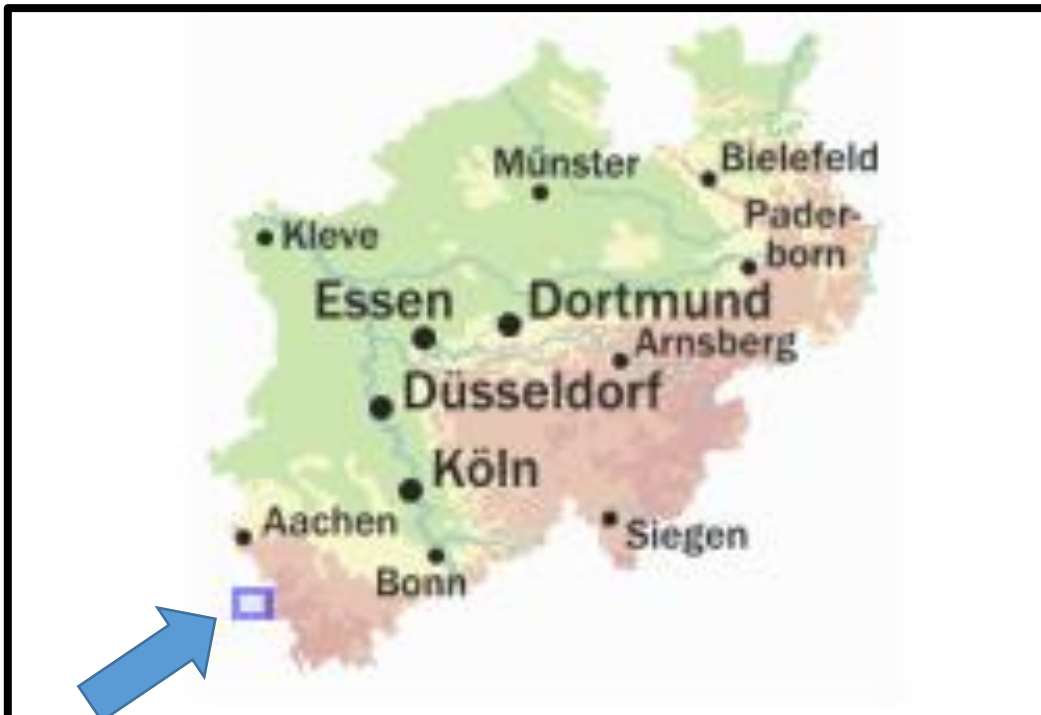 Münster
Bielefeld
Pader-
born
Kleve
Essen
Dortmund
Arnsberg
Düsseldorf
Köln
Aachen
Siegen
Bonn